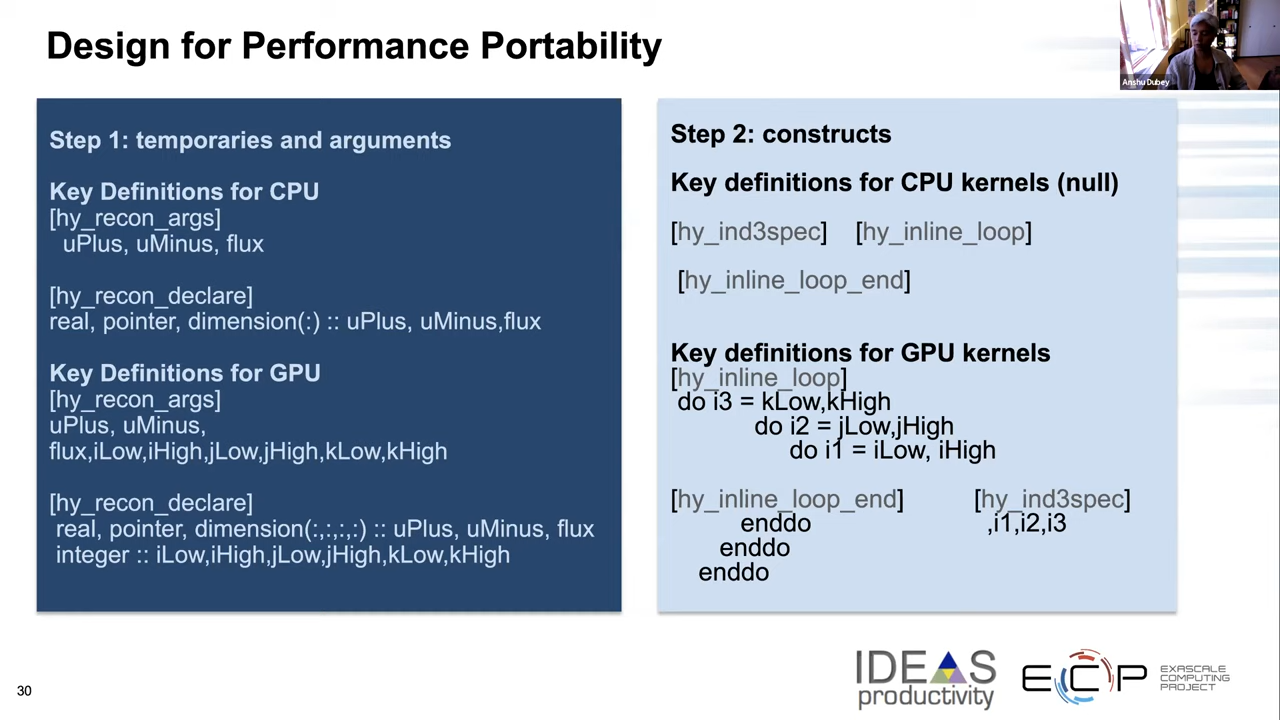 Design for Performance Portability
Anshu Dubey
Step 1: temporaries and arguments
Key Definitions for CPU
[hy_recon_args]
uPlus, uMinus, flux
[hy_recon_declare]
real, pointer, dimension(:) :: uPlus, uMinus,flux
Key Definitions for GPU
[hy_recon_args]
uPlus, uMinus,
flux,iLow,iHigh,jLow,jHigh,kLow,kHigh
[hy_recon_declare]
real, pointer, dimension(:,:,:,:) :: uPlus, uMinus, flux
integer :: iLow,iHigh,jLow,jHigh,kLow,kHigh
Step 2: constructs
Key definitions for CPU kernels (null)
[hy_ind3spec] [hy_inline_loop]
[hy_inline_loop_end]
Key definitions for GPU kernels
[hy_inline_loop]
do i3 = kLow,kHigh
do i2 = jLow,jHigh
do i1 = iLow, iHigh
[hy_inline_loop_end] [hy_ind3spec]
enddo ,i1,i2,i3
enddo
enddo
30
IDEAS
productivity
ECP
EXASCALE
COMPUTING
PROJECT